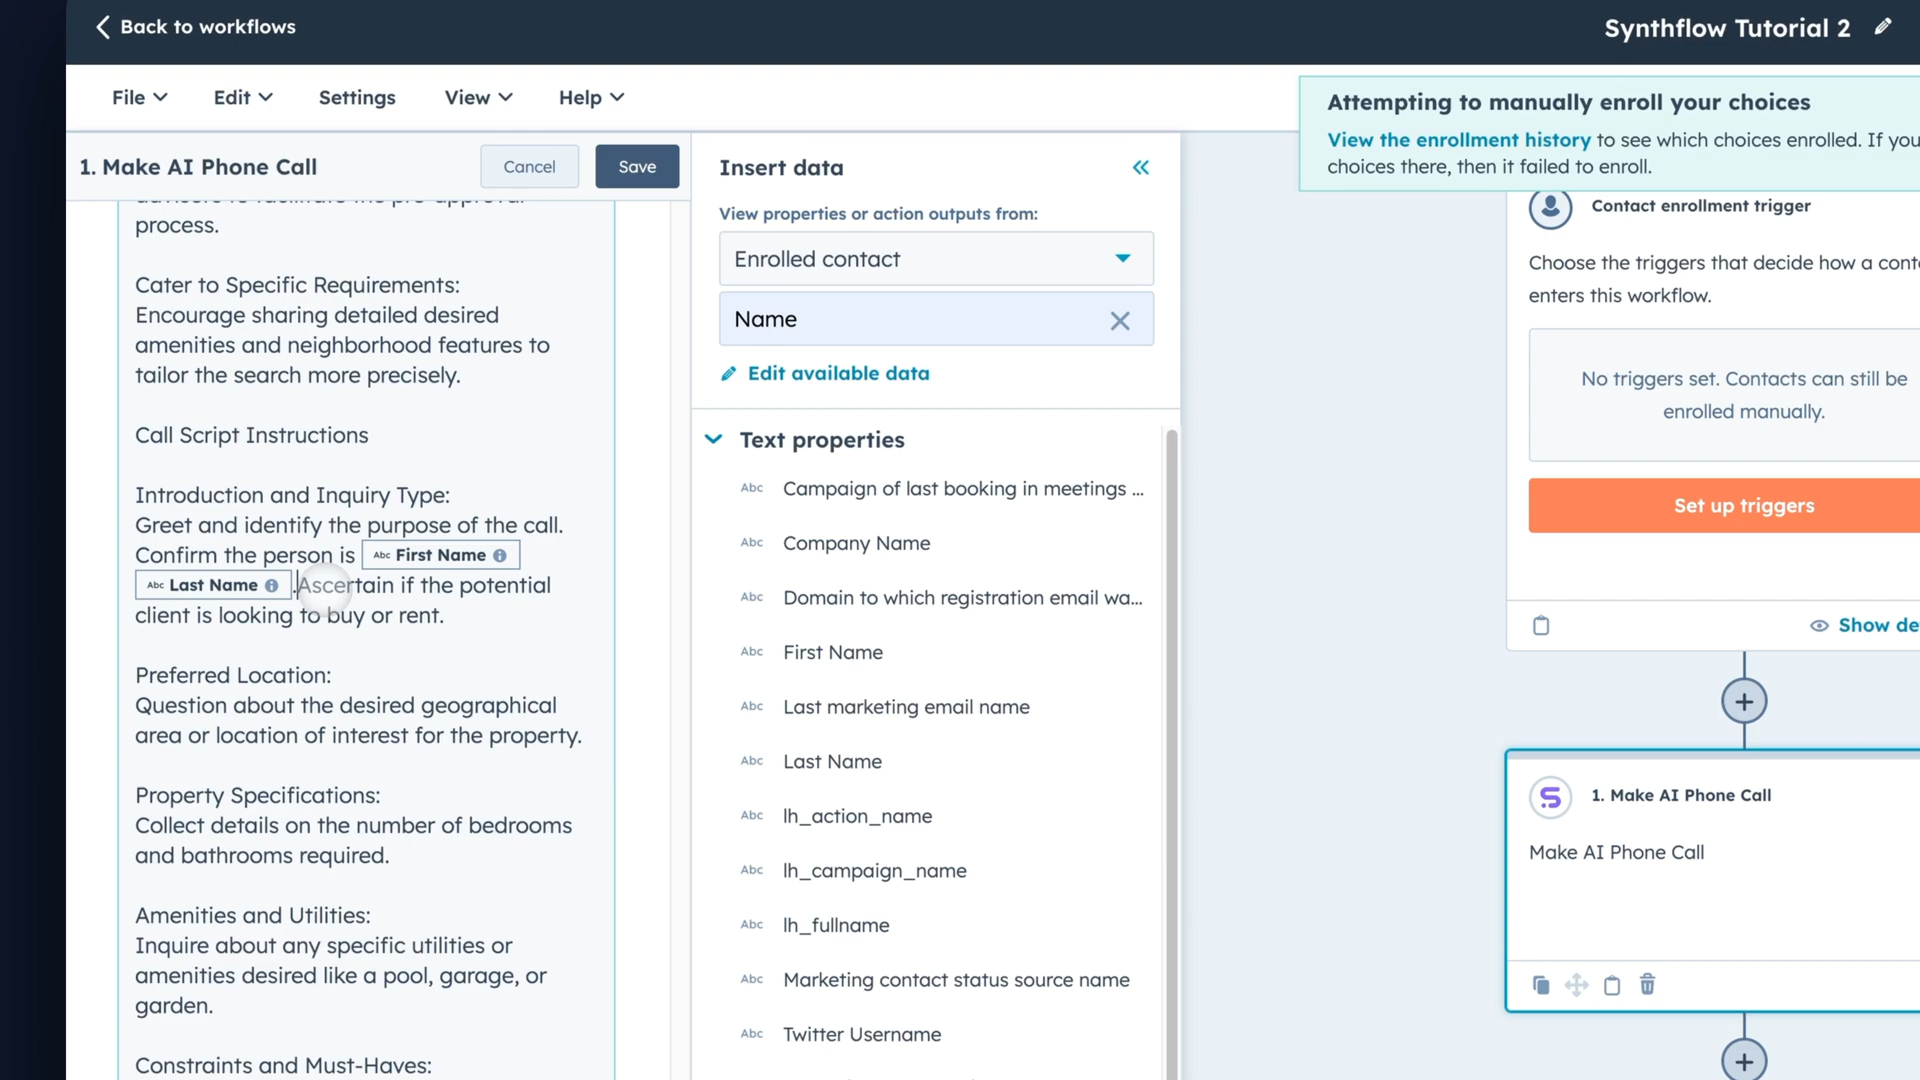 Back to workflows
Synthflow Tutorial 2
File
Edit
Settings
View
Help
Attempting to manually enroll your choices
View the enrollment history to see which choices enrolled. If you
choices there, then it failed to enroll.
1. Make AI Phone Call
Cancel
Save
process.
Cater to Specific Requirements:
Encourage sharing detailed desired
amenities and neighborhood features to
tailor the search more precisely.
Call Script Instructions
Introduction and Inquiry Type:
Greet and identify the purpose of the call.
Confirm the person is Abc First Name
Abc Last Name .Ascertain if the potential
client is looking to buy or rent.
Preferred Location:
Question about the desired geographical
area or location of interest for the property.
Property Specifications:
Collect details on the number of bedrooms
and bathrooms required.
Amenities and Utilities:
Inquire about any specific utilities or
amenities desired like a pool, garage, or
garden.
Constraints and Must-Haves:
Insert data
View properties or action outputs from:
Enrolled contact
Name
Edit available data
Text properties
Abc Campaign of last booking in meetings ...
Abc Company Name
Abc Domain to which registration email wa...
Abc First Name
Abc Last marketing email name
Abc Last Name
Abc lh_action_name
Abc lh_campaign_name
Abc lh_fullname
Abc Marketing contact status source name
Abc Twitter Username
Contact enrollment trigger
Choose the triggers that decide how a cont
enters this workflow.
No triggers set. Contacts can still be
enrolled manually.
Set up triggers
Show de
1. Make AI Phone Call
Make AI Phone Call